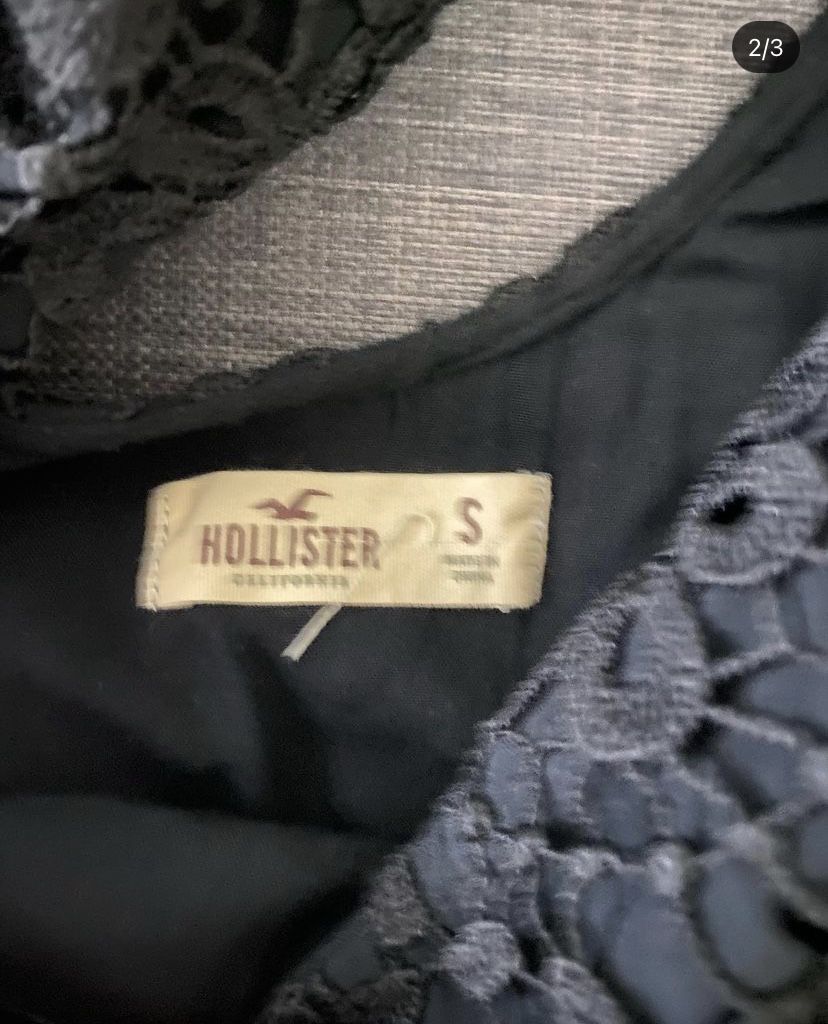 2/3
HOLLISTER
CALIFORNIA
S
MADE IN
CHINA